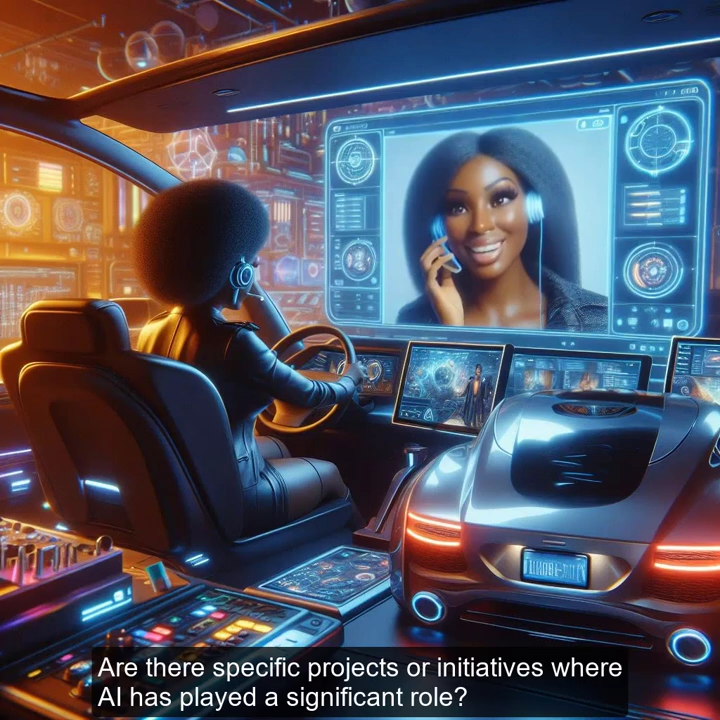 Are there specific projects or initiatives where
AI has played a significant role?